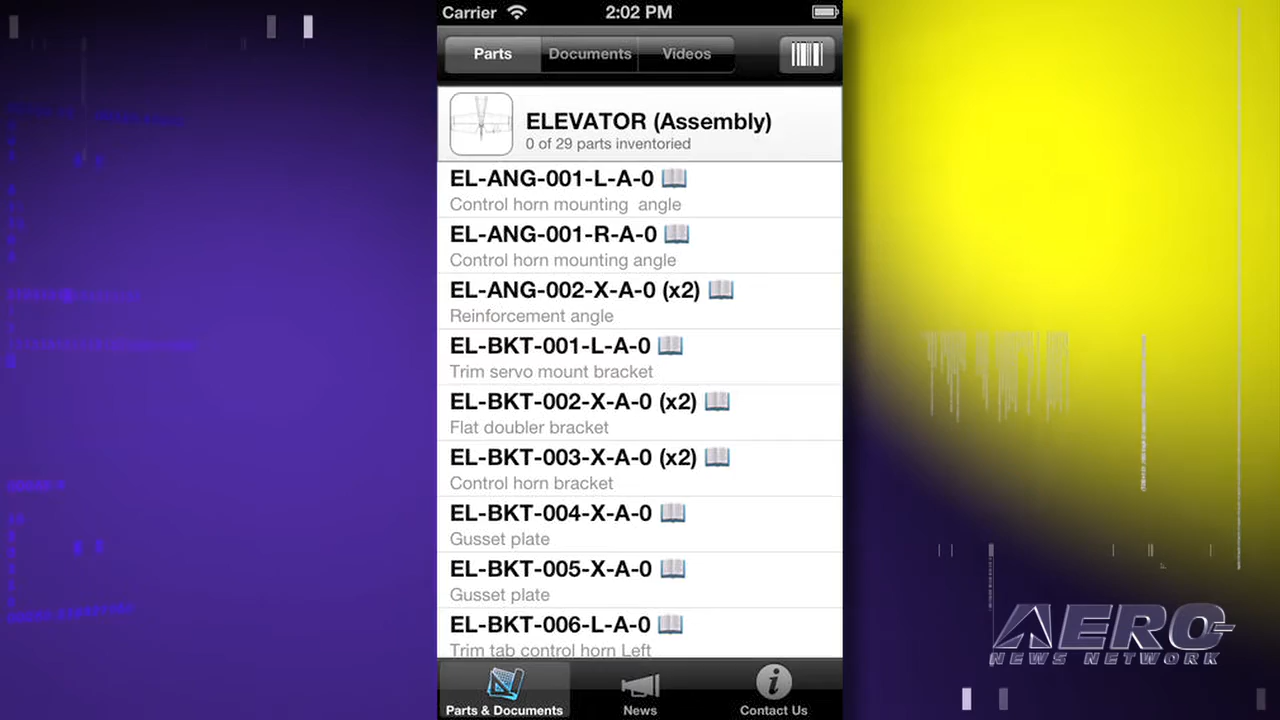 Carrier 2:02 PM
Parts Documents Videos
ELEVATOR (Assembly)
0 of 29 parts inventoried
EL-ANG-001-L-A-0
Control horn mounting  angle
EL-ANG-001-R-A-0
Control horn mounting angle
EL-ANG-002-X-A-0 (x2)
Reinforcement angle
EL-BKT-001-L-A-0
Trim servo mount bracket
EL-BKT-002-X-A-0 (x2)
Flat doubler bracket
EL-BKT-003-X-A-0 (x2)
Control horn bracket
EL-BKT-004-X-A-0
Gusset plate
EL-BKT-005-X-A-0
Gusset plate
EL-BKT-006-L-A-0
Trim tab control horn Left
Parts & Documents News Contact Us
AERO-
NEWS NETWORK